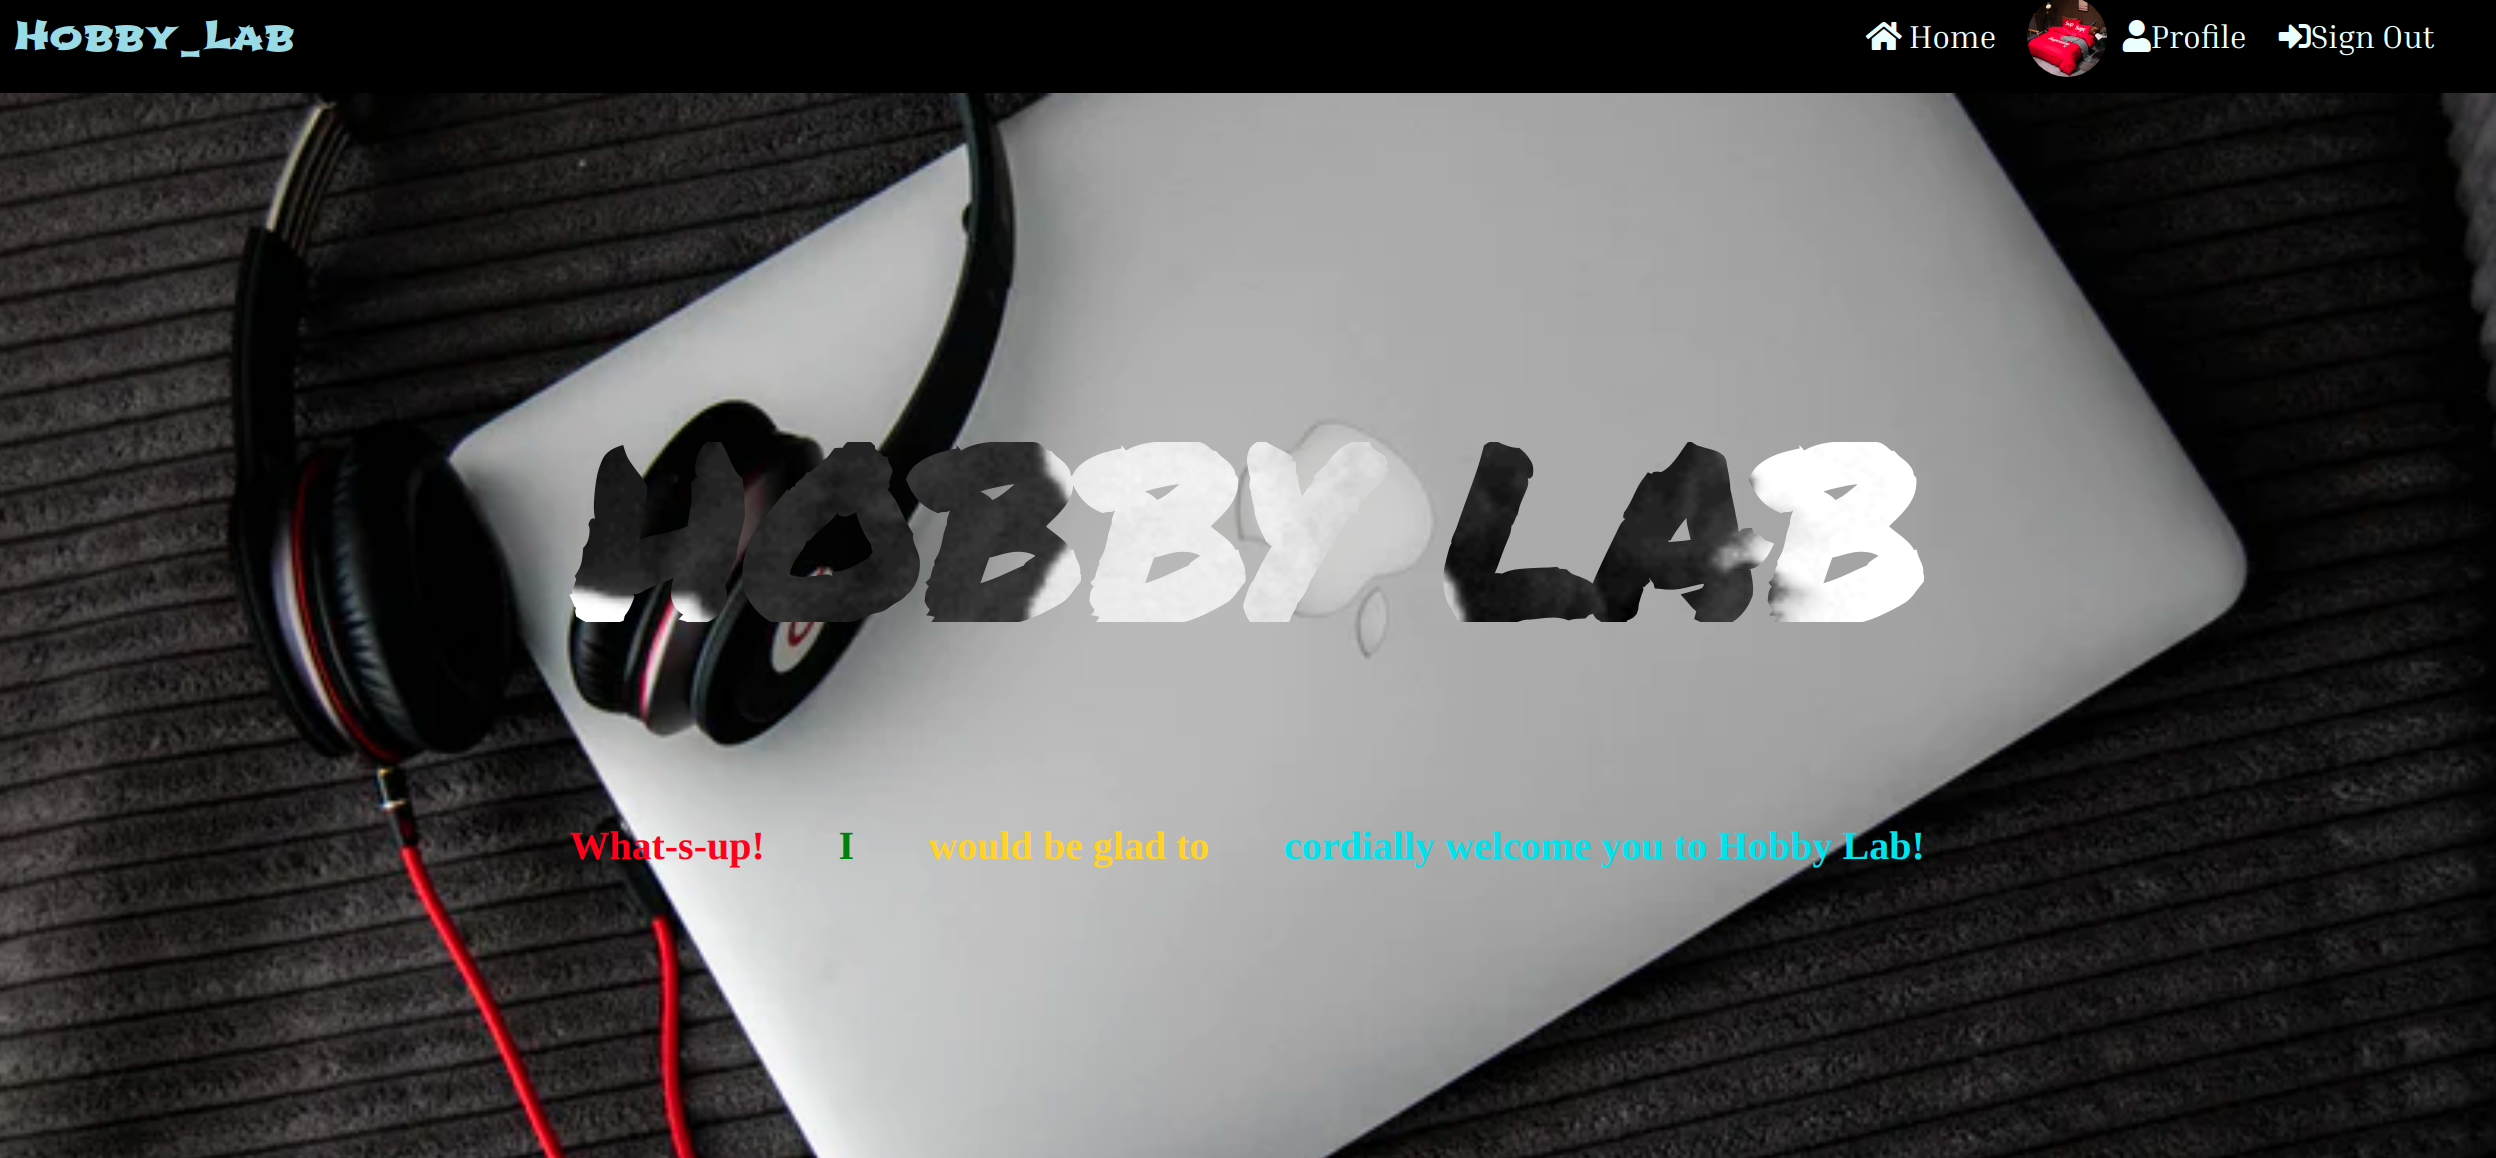 HOBBY_LAB Home Profile Sign Out
HOBBY LAB
What-s-up! I would be glad to cordially welcome you to Hobby Lab!